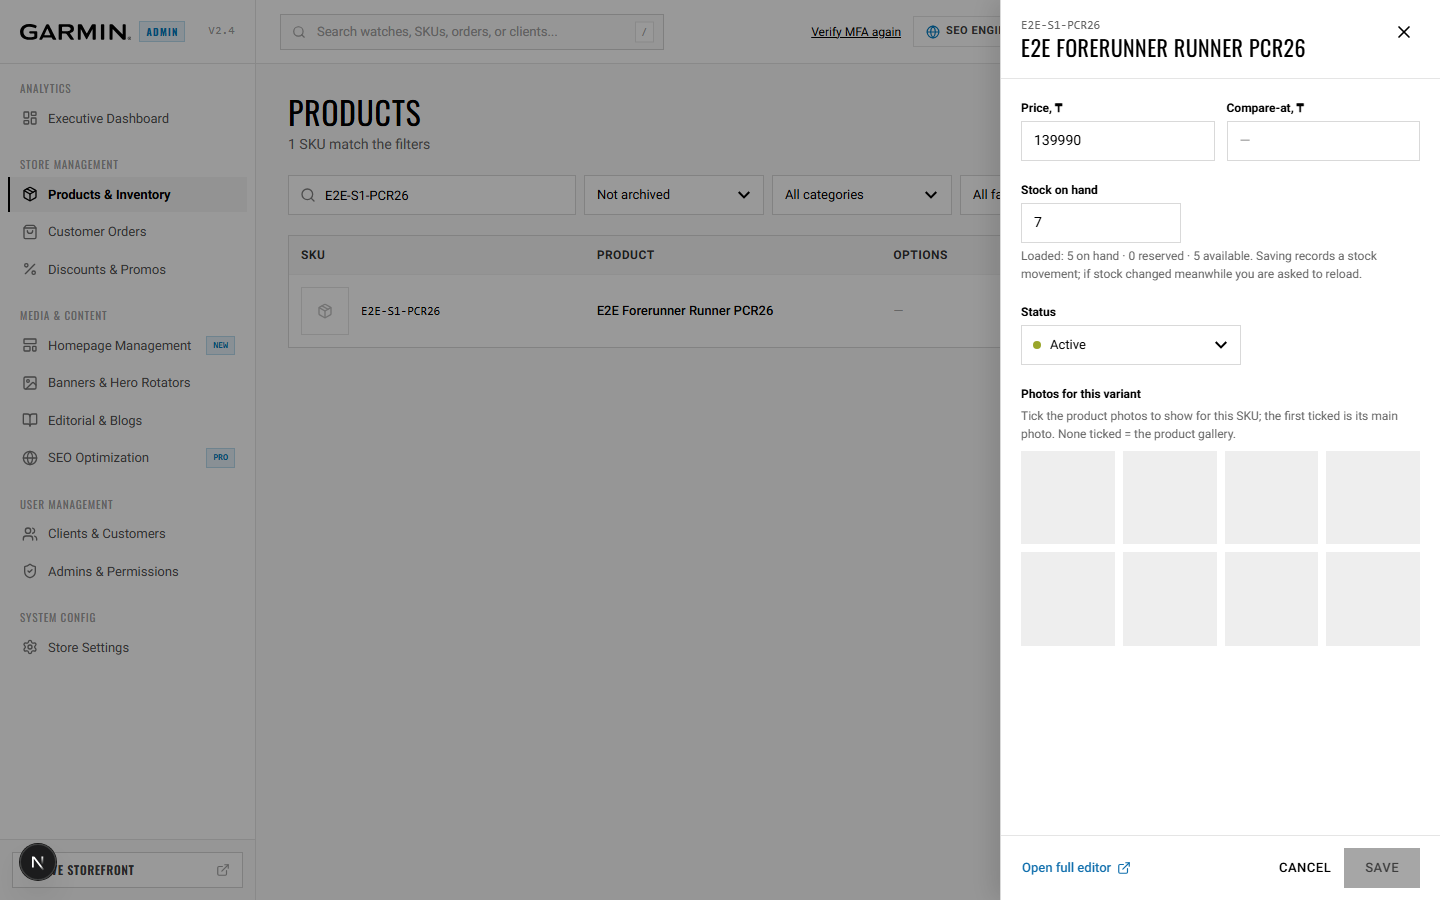 GARMIN. ADMIN V2.4
ANALYTICS
Executive Dashboard
STORE MANAGEMENT
Products & Inventory
Customer Orders
Discounts & Promos
MEDIA & CONTENT
Homepage Management NEW
Banners & Hero Rotators
Editorial & Blogs
SEO Optimization PRO
USER MANAGEMENT
Clients & Customers
Admins & Permissions
SYSTEM CONFIG
Store Settings
N
STOREFRONT
Search watches, SKUs, orders, or clients... /
Verify MFA again
SEO
PRODUCTS
1 SKU match the filters
E2E-S1-PCR26
Not archived
All categories
All
SKU PRODUCT OPTIONS
E2E-S1-PCR26 E2E Forerunner Runner PCR26 —
E2E-S1-PCR26
E2E FORERUNNER RUNNER PCR26
Price, ₸ Compare-at, ₸
139990 —
Stock on hand
7
Loaded: 5 on hand · 0 reserved · 5 available. Saving records a stock
movement; if stock changed meanwhile you are asked to reload.
Status
Active
Photos for this variant
Tick the product photos to show for this SKU; the first ticked is its main
photo. None ticked = the product gallery.
Open full editor
CANCEL
SAVE